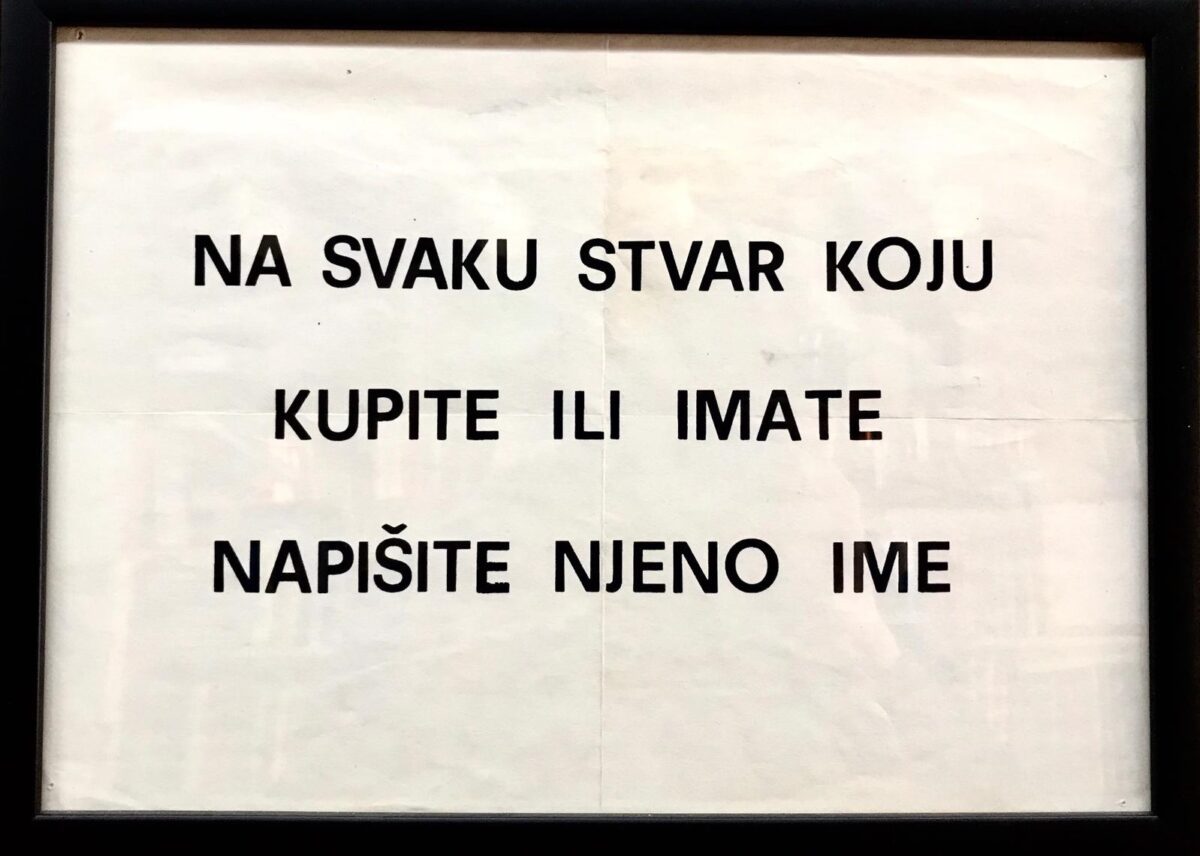 NA SVAKU STVAR KOJU
KUPITE ILI IMATE
NAPIŠITE NJENO IME